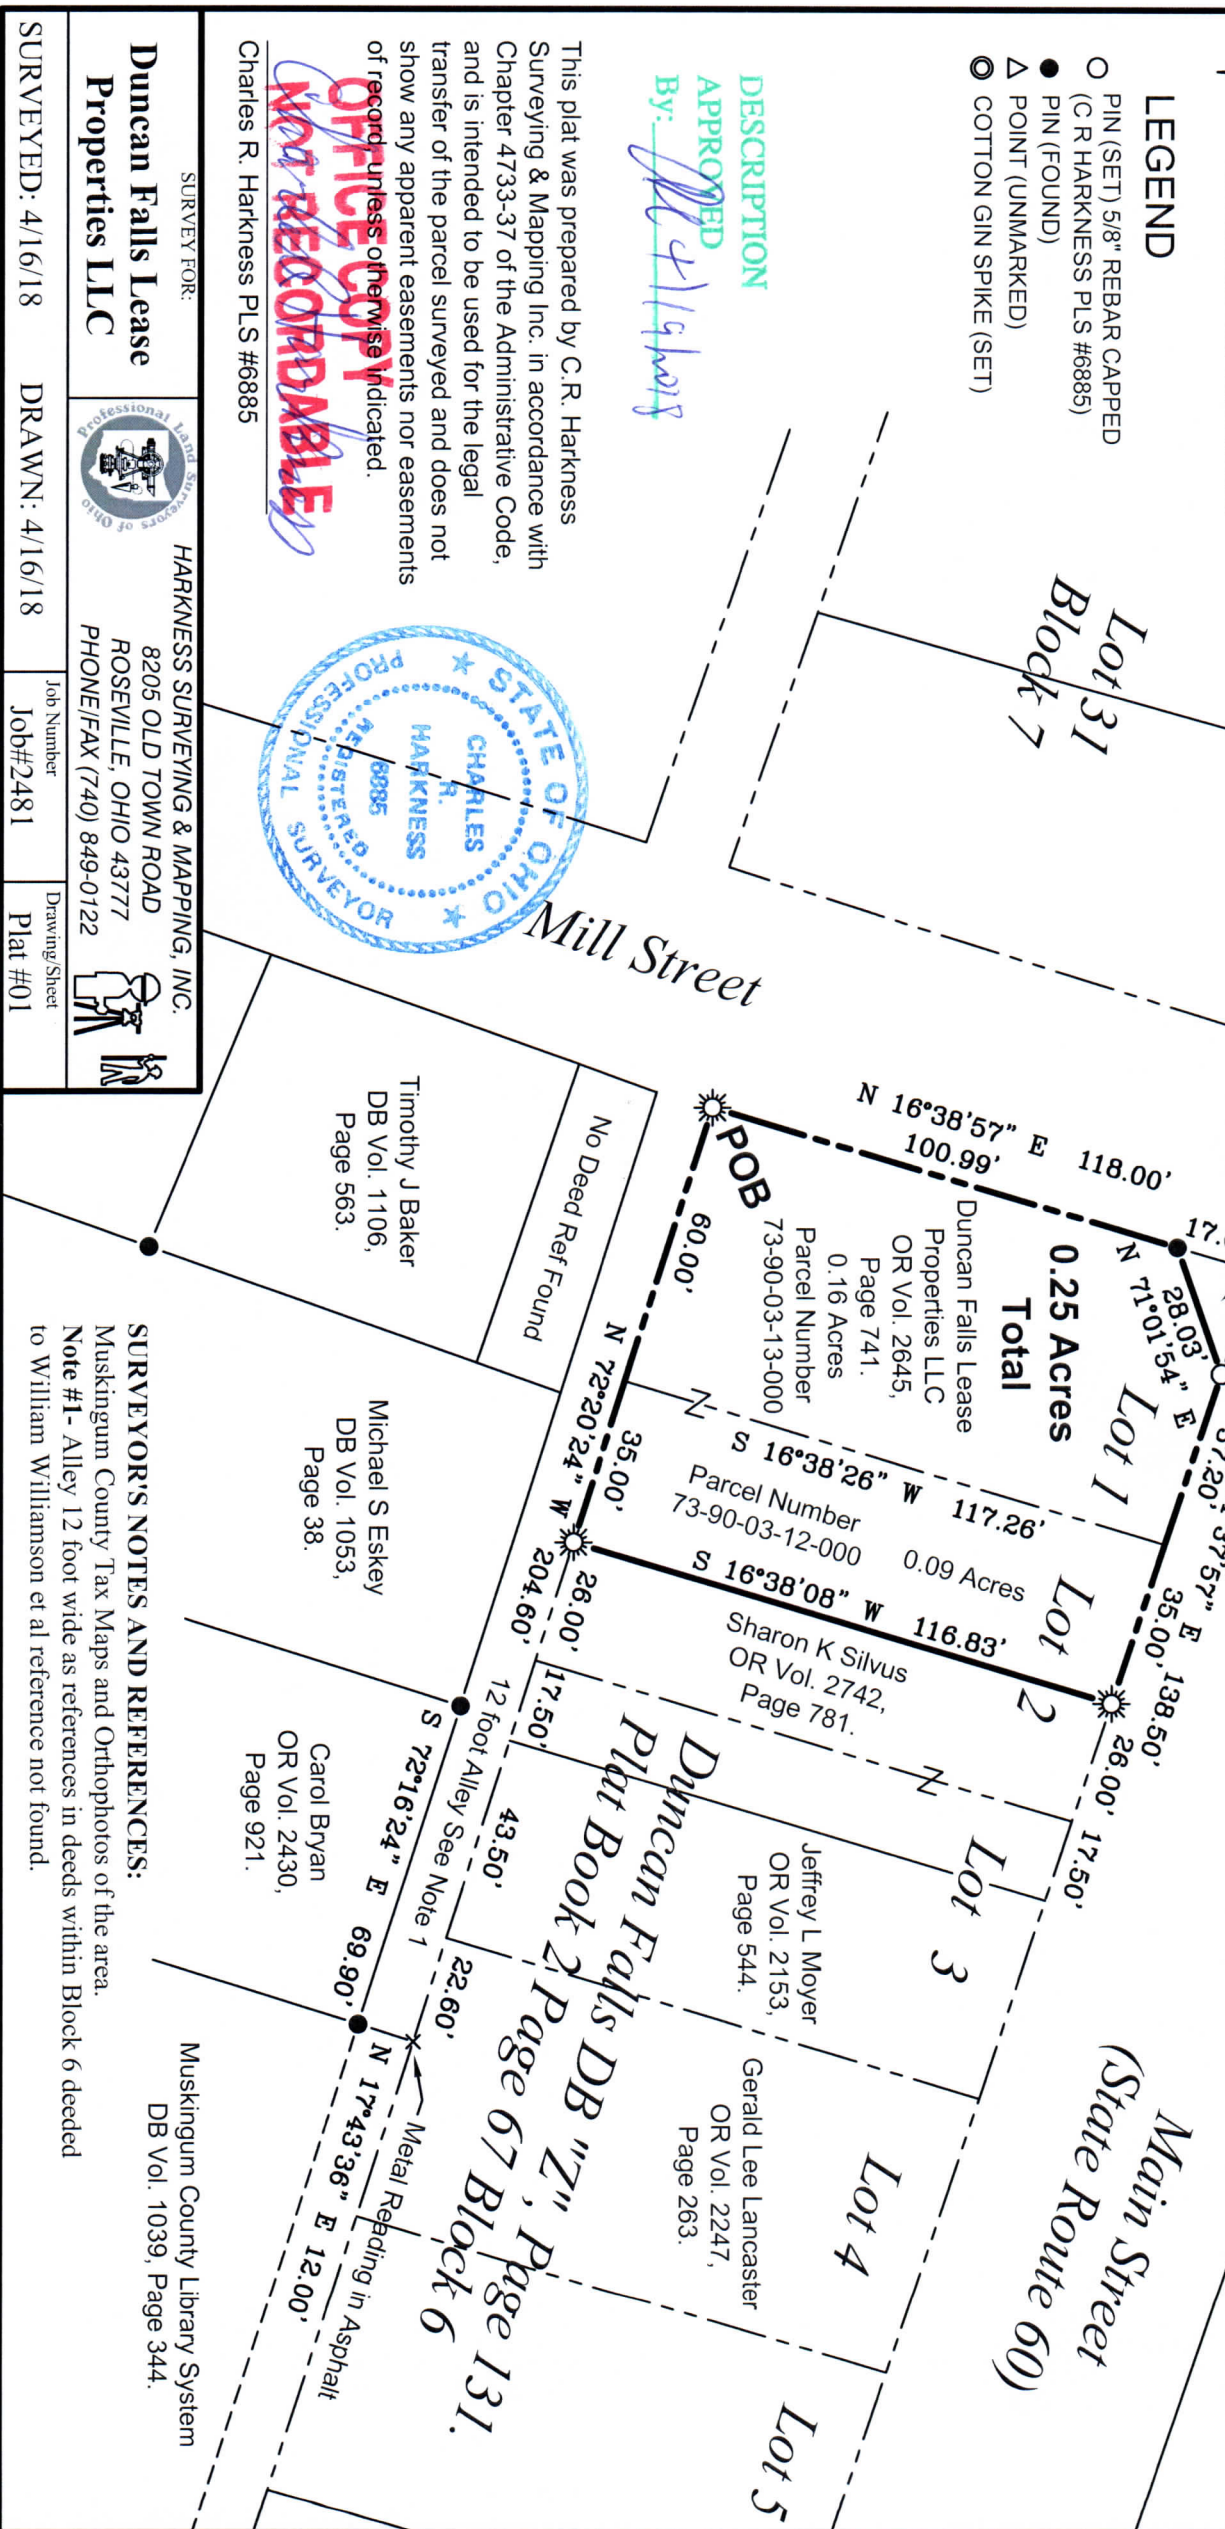 LEGEND
PIN (SET) 5/8" REBAR CAPPED
(C R HARKNESS PLS #6885)
PIN (FOUND)
POINT (UNMARKED)
COTTON GIN SPIKE (SET)
DESCRIPTION
APPROVED
By:
This plat was prepared by C.R. Harkness
Surveying & Mapping Inc. in accordance with
Chapter 4733-37 of the Administrative Code,
and is intended to be used for the legal
transfer of the parcel surveyed and does not
show any apparent easements nor easements
of record, unless otherwise indicated.
OFFICE COPY
NOT RECORDABLE
Charles R. Harkness PLS #6885
SURVEY FOR:
Duncan Falls Lease
Properties LLC
Professional Land Surveyors of Ohio
HARKNESS SURVEYING & MAPPING, INC.
8205 OLD TOWN ROAD
ROSEVILLE, OHIO 43777
PHONE/FAX (740) 849-0122
SURVEYED: 4/16/18
DRAWN: 4/16/18
Job Number
Job#2481
Drawing/Sheet
Plat #01
STATE OF OHIO
CHARLES
R.
HARKNESS
6885
REGISTERED
PROFESSIONAL SURVEYOR
Lot 31
Block 7
Mill Street
N 16°38'57" E 118.00'
100.99'
28.03'
N 71°01'54" E
35.00'
138.50'
26.00'
17.50'
POB
0.25 Acres
Total
Duncan Falls Lease
Properties LLC
OR Vol. 2645,
Page 741.
0.16 Acres
Parcel Number
73-90-03-13-000
Lot 1
S 16°38'26" W 117.26'
Parcel Number
73-90-03-12-000
0.09 Acres
Lot 2
S 16°38'08" W 116.83'
60.00'
35.00'
N 72°20'24" W 204.60'
26.00'
17.50'
43.50'
22.60'
Sharon K Silvus
OR Vol. 2742,
Page 781.
Lot 3
Jeffrey L Moyer
OR Vol. 2153,
Page 544.
Gerald Lee Lancaster
OR Vol. 2247,
Page 263.
Lot 4
Lot 5
Main Street
(State Route 60)
Duncan Falls DB "Z", Page 131.
Plat Book 2 Page 67 Block 6
12 foot Alley See Note 1
S 72°16'24" E 69.90'
N 17°43'36" E 12.00'
Metal Reading in Asphalt
No Deed Ref Found
Timothy J Baker
DB Vol. 1106,
Page 563.
Michael S Eskey
DB Vol. 1053,
Page 38.
Carol Bryan
OR Vol. 2430,
Page 921.
Muskingum County Library System
DB Vol. 1039, Page 344.
SURVEYOR'S NOTES AND REFERENCES:
Muskingum County Tax Maps and Orthophotos of the area.
Note #1- Alley 12 foot wide as references in deeds within Block 6 deeded
to William Williamson et al reference not found.